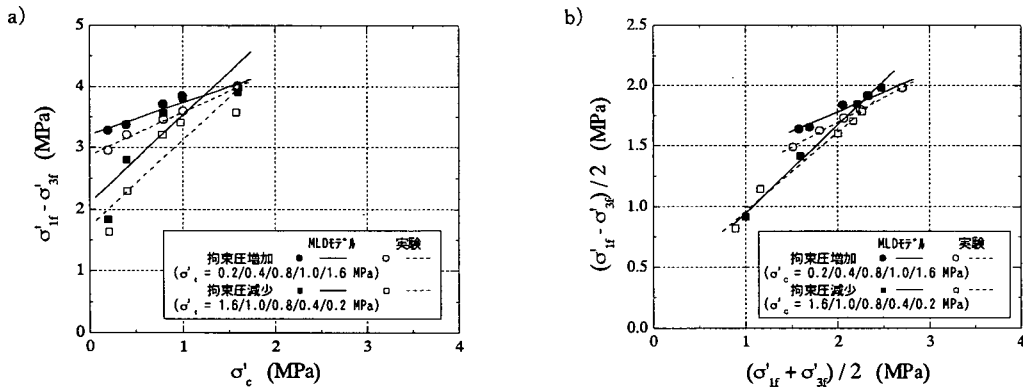 a)
σ'1f - σ'3f (MPa)
5
4
3
2
1
0
0 1 2 3 4
σ'c (MPa)
MLDモデル 実験
拘束圧増加
(σ'c = 0.2/0.4/0.8/1.0/1.6 MPa)
拘束圧減少
(σ'c = 1.6/1.0/0.8/0.4/0.2 MPa)
b)
(σ'1f - σ'3f) / 2 (MPa)
2.5
2.0
1.5
1.0
0.5
0.0
0 1 2 3 4
(σ'1f + σ'3f) / 2 (MPa)
MLDモデル 実験
拘束圧増加
(σ'c = 0.2/0.4/0.8/1.0/1.6 MPa)
拘束圧減少
(σ'c = 1.6/1.0/0.8/0.4/0.2 MPa)